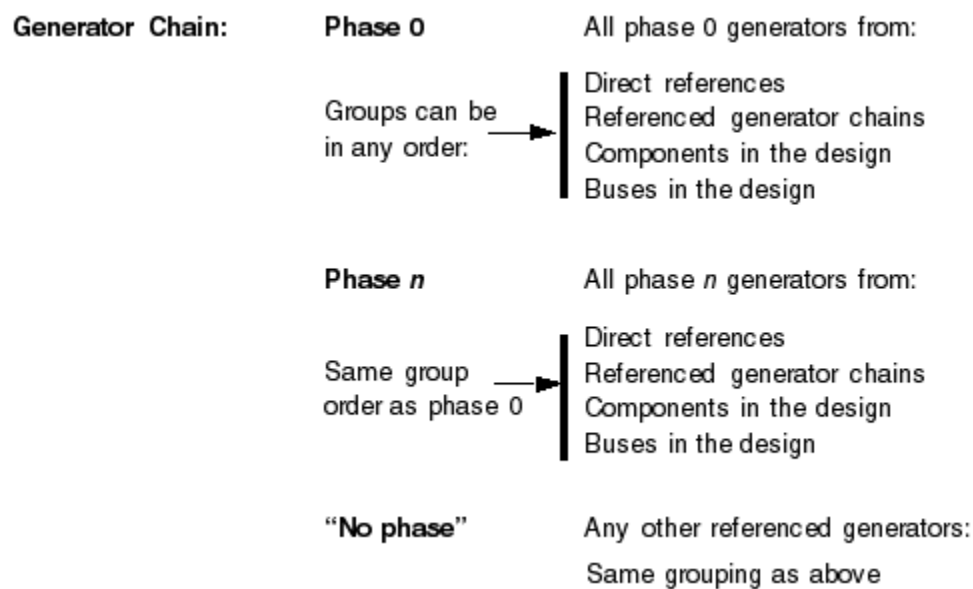 Generator Chain: Phase 0 All phase 0 generators from:
Groups can be
in any order:
Direct references
Referenced generator chains
Components in the design
Buses in the design
Phase n All phase n generators from:
Same group
order as phase 0
Direct references
Referenced generator chains
Components in the design
Buses in the design
“No phase” Any other referenced generators:
Same grouping as above